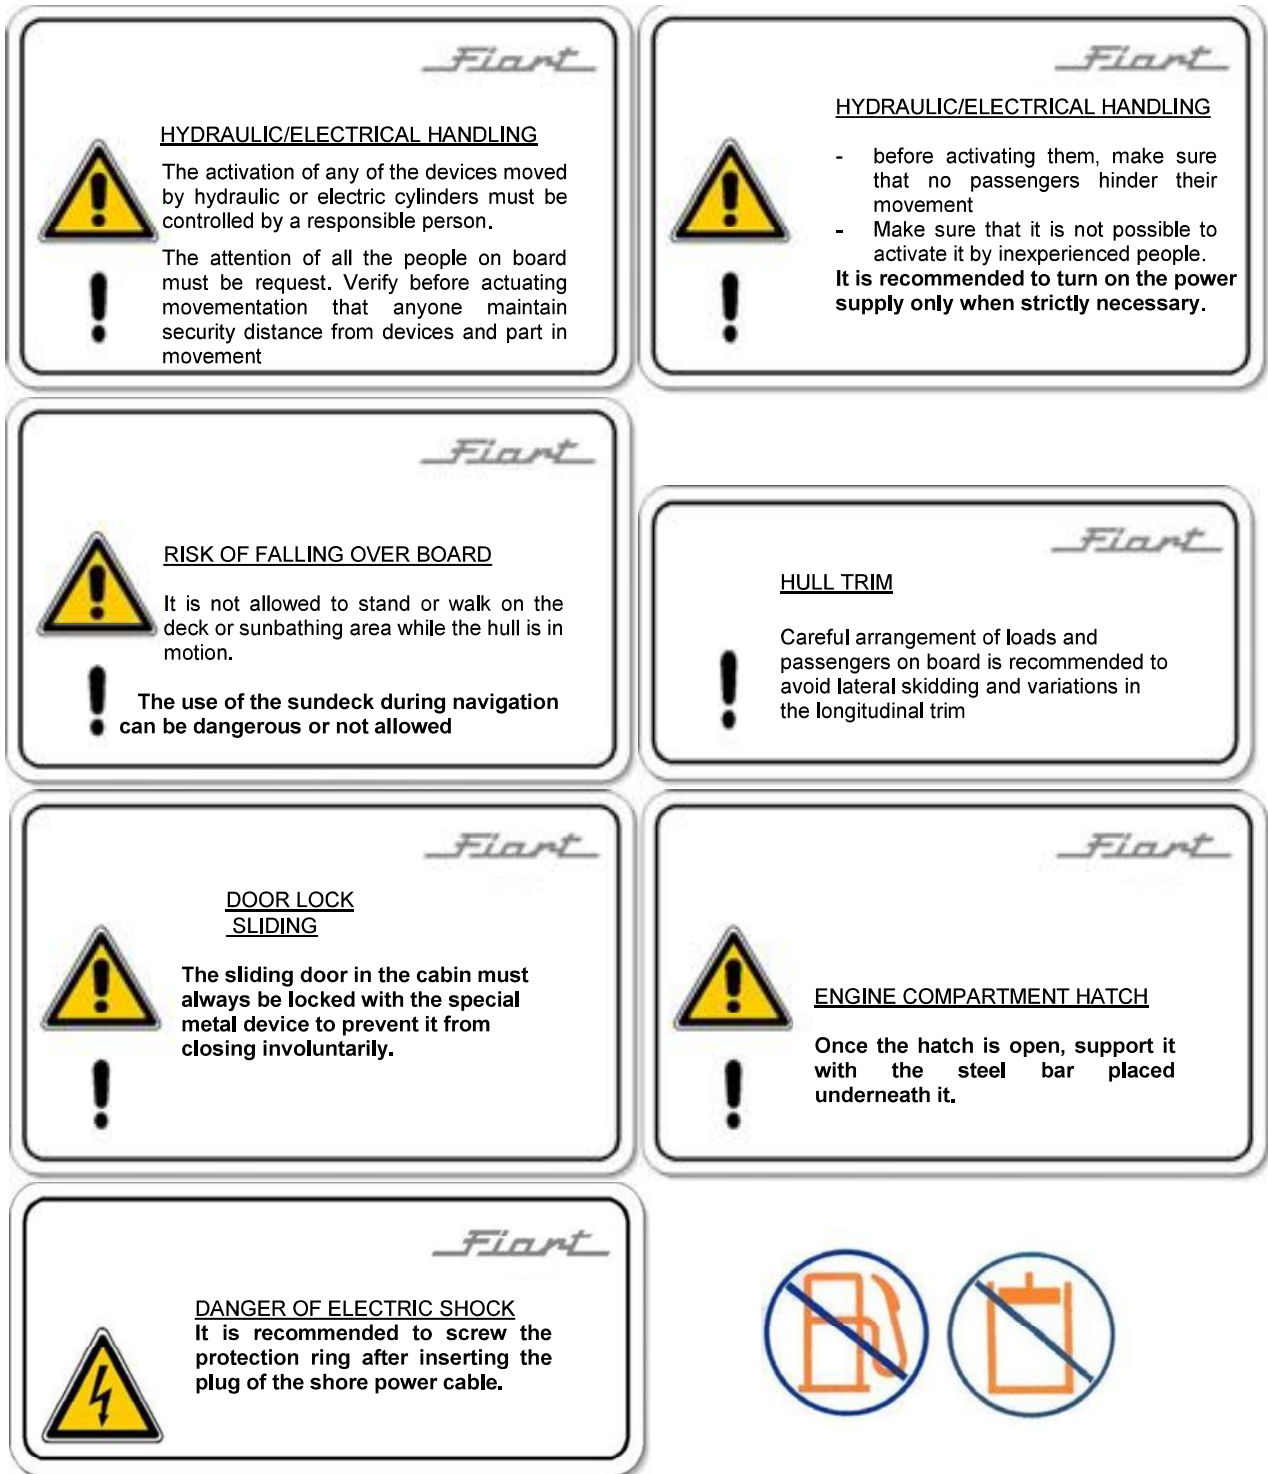 Fiart
HYDRAULIC/ELECTRICAL HANDLING
The activation of any of the devices moved
by hydraulic or electric cylinders must be
controlled by a responsible person.
The attention of all the people on board
must be request. Verify before actuating
movementation that anyone maintain
security distance from devices and part in
movement
Fiart
HYDRAULIC/ELECTRICAL HANDLING
- before activating them, make sure
that no passengers hinder their
movement
- Make sure that it is not possible to
activate it by inexperienced people.
It is recommended to turn on the power
supply only when strictly necessary.
Fiart
RISK OF FALLING OVER BOARD
It is not allowed to stand or walk on the
deck or sunbathing area while the hull is in
motion.
The use of the sundeck during navigation
can be dangerous or not allowed
Fiart
HULL TRIM
Careful arrangement of loads and
passengers on board is recommended to
avoid lateral skidding and variations in
the longitudinal trim
Fiart
DOOR LOCK
SLIDING
The sliding door in the cabin must
always be locked with the special
metal device to prevent it from
closing involuntarily.
Fiart
ENGINE COMPARTMENT HATCH
Once the hatch is open, support it
with the steel bar placed
underneath it.
Fiart
DANGER OF ELECTRIC SHOCK
It is recommended to screw the
protection ring after inserting the
plug of the shore power cable.